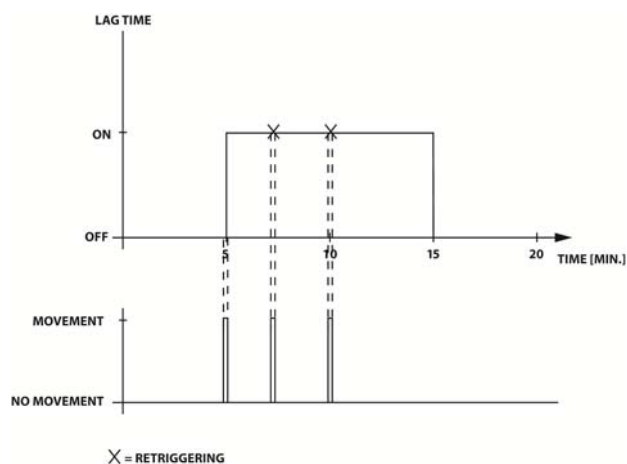 LAG TIME
ON
OFF
5
10
15
20
TIME [MIN.]
MOVEMENT
NO MOVEMENT
X = RETRIGGERING